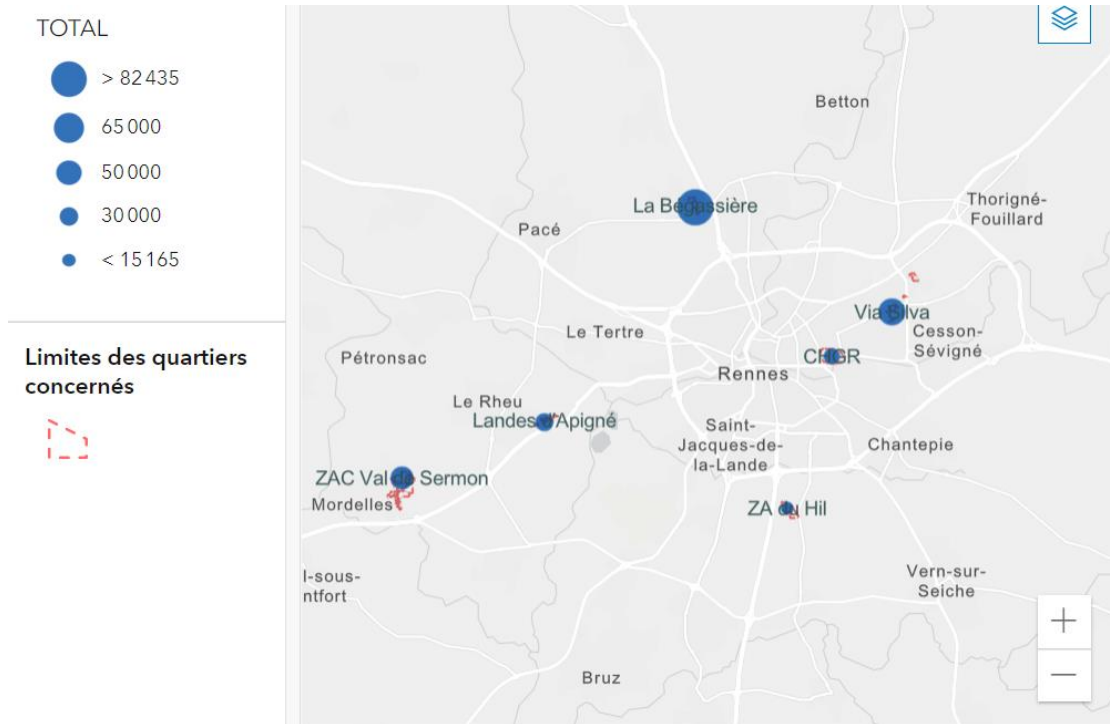 TOTAL
> 82 435
65 000
50 000
30 000
< 15 165
Limites des quartiers
concernés
Betton
Thorigné-
Fouillard
La Bégassière
Pacé
Via Silva
Le Tertre
Cesson-
Sévigné
Pétronsac
CHGR
Rennes
Le Rheu
Landes d'Apigné
Saint-
Jacques-de-
la-Lande
Chantepie
ZAC Val de Sermon
Mordelles
ZA du Hil
l-sous-
ntfort
Vern-sur-
Seiche
Bruz
+
−